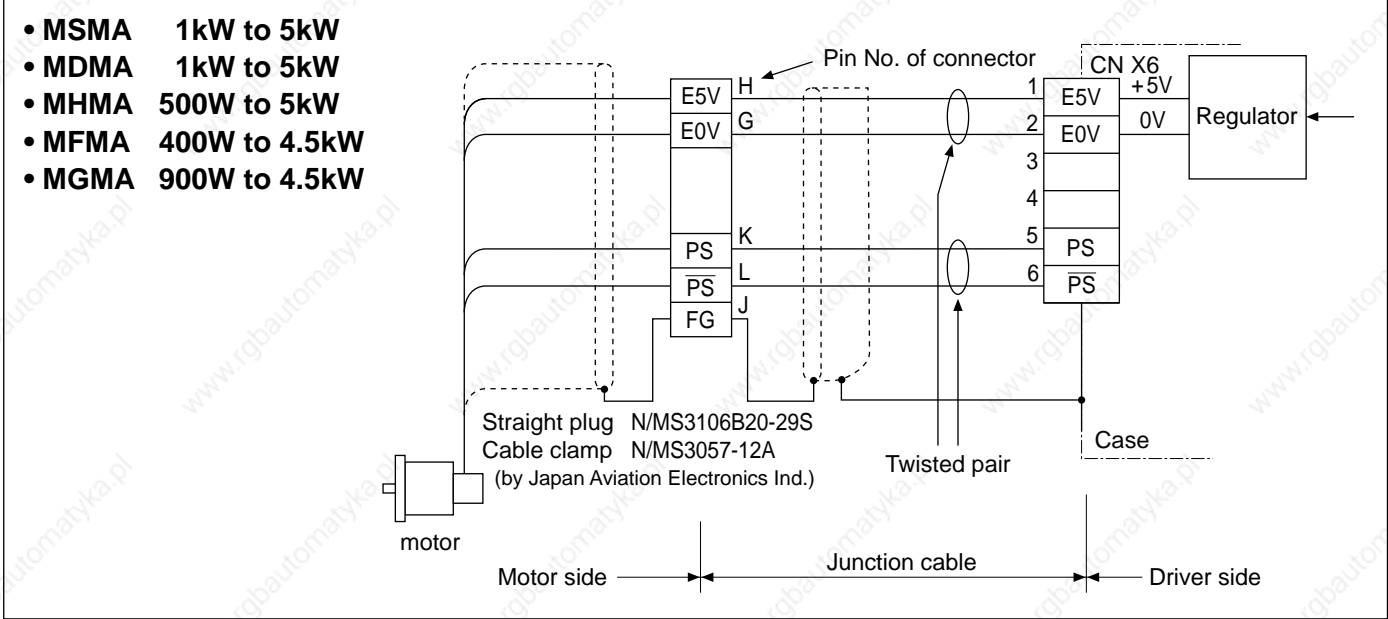 • MSMA 1kW to 5kW
• MDMA 1kW to 5kW
• MHMA 500W to 5kW
• MFMA 400W to 4.5kW
• MGMA 900W to 4.5kW
Pin No. of connector
CN X6
E5V H 1 E5V +5V
E0V G 2 E0V 0V
Regulator
3
4
PS K 5 PS
P̅S̅ L 6 P̅S̅
FG J
Straight plug N/MS3106B20-29S
Cable clamp N/MS3057-12A
(by Japan Aviation Electronics Ind.)
Twisted pair
Case
motor
Motor side
Junction cable
Driver side
www.rgbautomatyka.pl